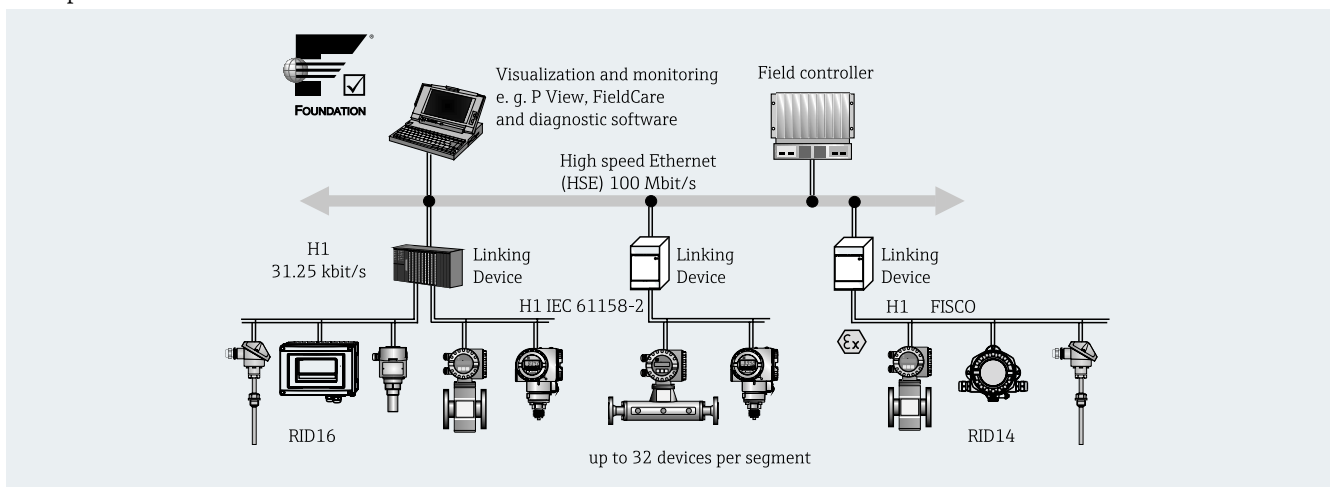 FOUNDATION
®
Visualization and monitoring
e. g. P View, FieldCare
and diagnostic software
Field controller
High speed Ethernet
(HSE) 100 Mbit/s
H1
31.25 kbit/s
Linking
Device
Linking
Device
Linking
Device
H1 IEC 61158-2
H1 FISCO
Ex
RID16
RID14
up to 32 devices per segment